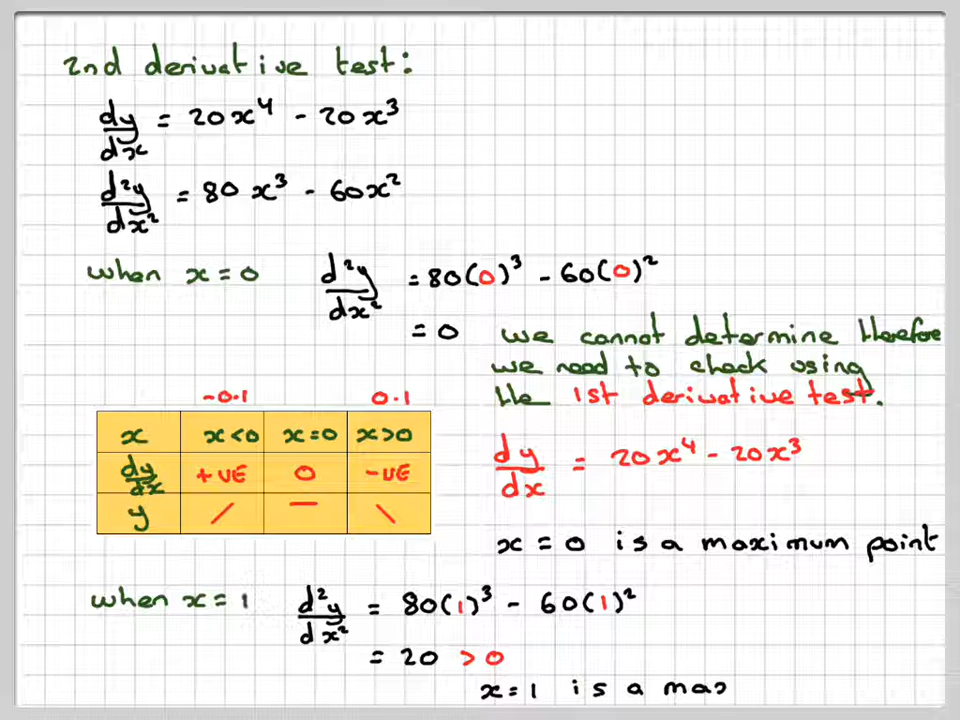 2nd derivative test:
dy/dx = 20x⁴ - 20x³
d²y/dx² = 80x³ - 60x²
when x = 0 d²y/dx² = 80(0)³ - 60(0)²
= 0 we cannot determine therefore
we need to check using
the 1st derivative test.
-0.1 0.1
x x<0 x=0 x>0
dy/dx +VE 0 -VE
y / — \
dy/dx = 20x⁴ - 20x³
x = 0 is a maximum point
when x = 1 d²y/dx² = 80(1)³ - 60(1)²
= 20 > 0
x = 1 is a max